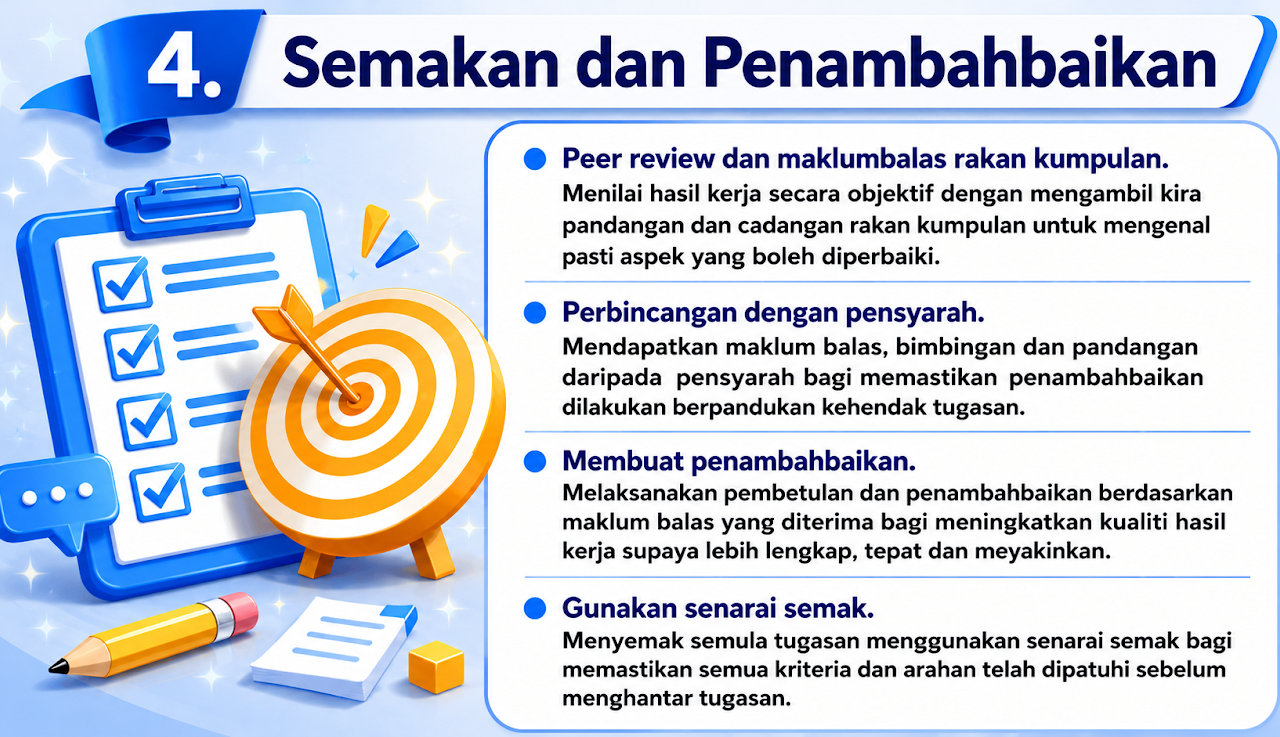 4. Semakan dan Penambahbaikan
Peer review dan maklumbalas rakan kumpulan.
Menilai hasil kerja secara objektif dengan mengambil kira
pandangan dan cadangan rakan kumpulan untuk mengenal
pasti aspek yang boleh diperbaiki.
Perbincangan dengan pensyarah.
Mendapatkan maklum balas, bimbingan dan pandangan
daripada pensyarah bagi memastikan penambahbaikan
dilakukan berpandukan kehendak tugasan.
Membuat penambahbaikan.
Melaksanakan pembetulan dan penambahbaikan berdasarkan
maklum balas yang diterima bagi meningkatkan kualiti hasil
kerja supaya lebih lengkap, tepat dan meyakinkan.
Gunakan senarai semak.
Menyemak semula tugasan menggunakan senarai semak bagi
memastikan semua kriteria dan arahan telah dipatuhi sebelum
menghantar tugasan.